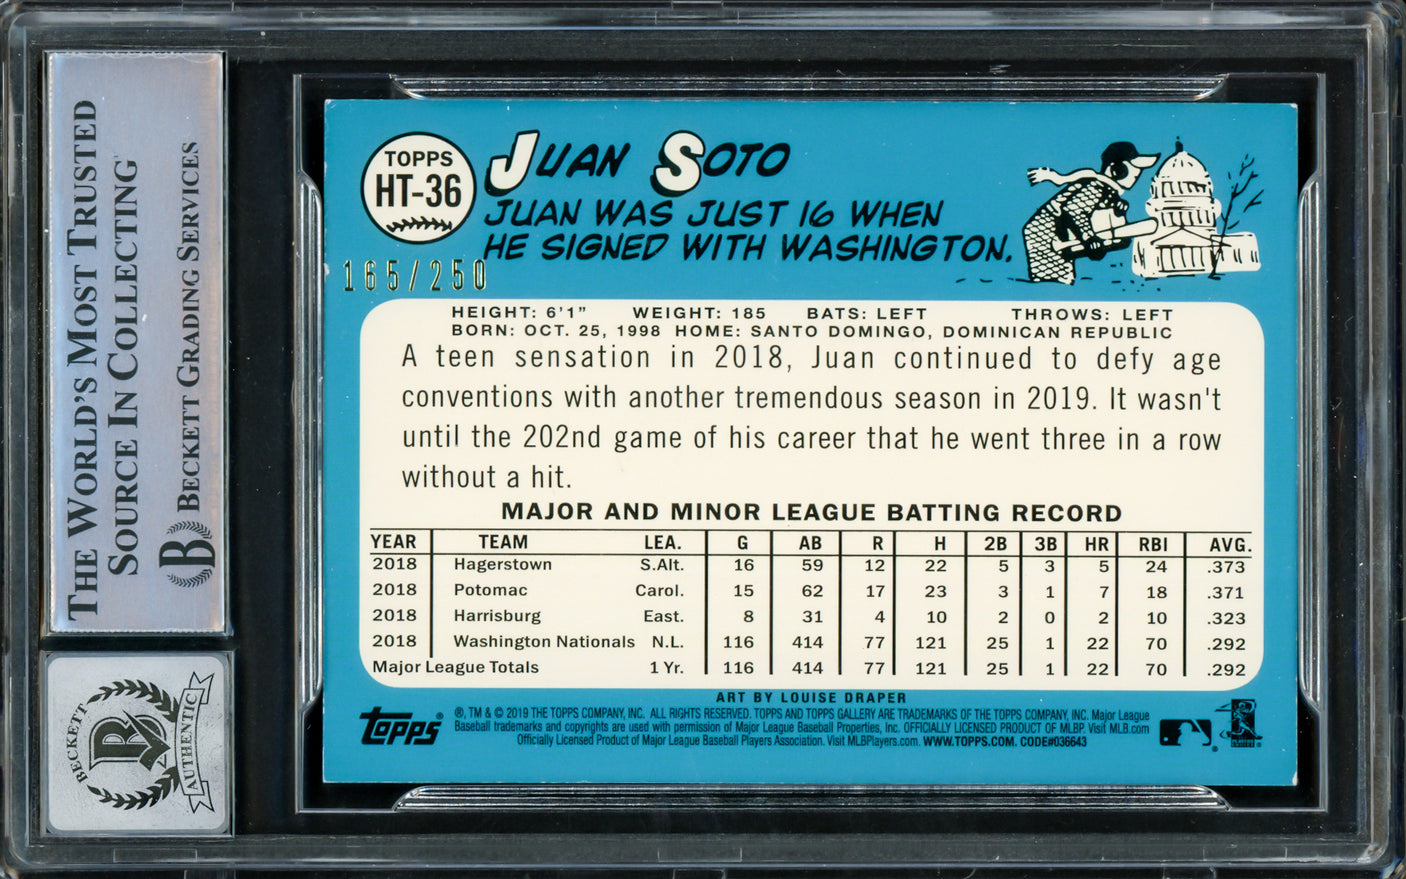 THE WORLD'S MOST TRUSTED
SOURCE IN COLLECTING
BECKETT GRADING SERVICES
B
BECKETT
AUTHENTIC
TOPPS
HT-36
JUAN SOTO
JUAN WAS JUST 16 WHEN
HE SIGNED WITH WASHINGTON.
165/250
HEIGHT: 6'1" WEIGHT: 185 BATS: LEFT THROWS: LEFT
BORN: OCT. 25, 1998 HOME: SANTO DOMINGO, DOMINICAN REPUBLIC
A teen sensation in 2018, Juan continued to defy age
conventions with another tremendous season in 2019. It wasn't
until the 202nd game of his career that he went three in a row
without a hit.
MAJOR AND MINOR LEAGUE BATTING RECORD
YEAR TEAM LEA. G AB R H 2B 3B HR RBI AVG.
2018 Hagerstown S.Alt. 16 59 12 22 5 3 5 24 .373
2018 Potomac Carol. 15 62 17 23 3 1 7 18 .371
2018 Harrisburg East. 8 31 4 10 2 0 2 10 .323
2018 Washington Nationals N.L. 116 414 77 121 25 1 22 70 .292
Major League Totals 1 Yr. 116 414 77 121 25 1 22 70 .292
ART BY LOUISE DRAPER
topps®
®, TM & © 2019 THE TOPPS COMPANY, INC. ALL RIGHTS RESERVED. TOPPS AND TOPPS GALLERY ARE TRADEMARKS OF THE TOPPS COMPANY, INC. Major League
Baseball trademarks and copyrights are used with permission of Major League Baseball Properties, Inc. OFFICIALLY LICENSED PRODUCT OF MLBP. Visit MLB.com
Officially Licensed Product of Major League Baseball Players Association. Visit MLBPlayers.com. WWW.TOPPS.COM. CODE#036643